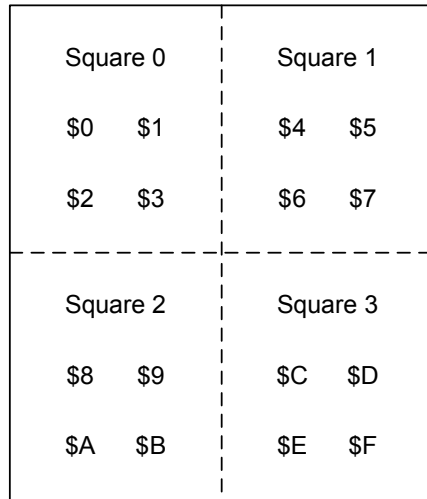 Square 0
$0 $1
$2 $3
Square 1
$4 $5
$6 $7
Square 2
$8 $9
$A $B
Square 3
$C $D
$E $F